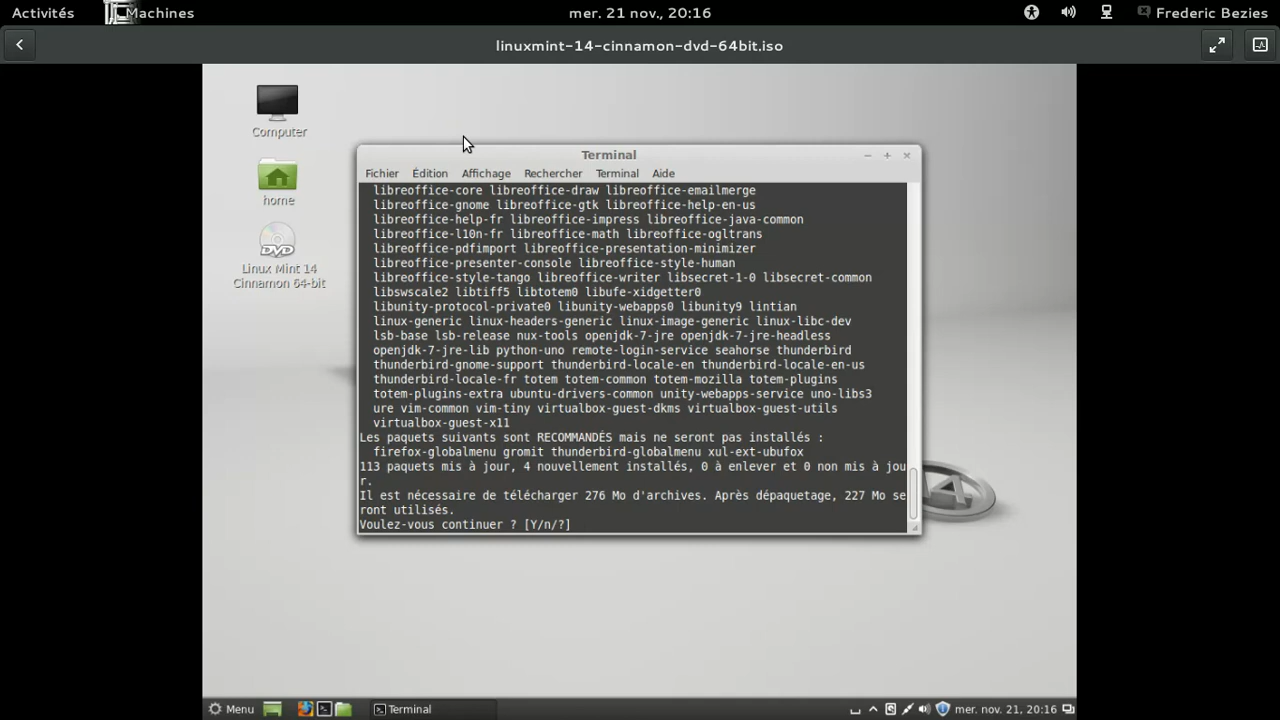 Activités
Machines
mer. 21 nov., 20:16
Frederic Bezies
linuxmint-14-cinnamon-dvd-64bit.iso
Computer
home
Linux Mint 14
Cinnamon 64-bit
Terminal
Fichier Édition Affichage Rechercher Terminal Aide
libreoffice-core libreoffice-draw libreoffice-emailmerge
libreoffice-gnome libreoffice-gtk libreoffice-help-en-us
libreoffice-help-fr libreoffice-impress libreoffice-java-common
libreoffice-l10n-fr libreoffice-math libreoffice-ogltrans
libreoffice-pdfimport libreoffice-presentation-minimizer
libreoffice-presenter-console libreoffice-style-human
libreoffice-style-tango libreoffice-writer libsecret-1-0 libsecret-common
libswscale2 libtiff5 libtotem0 libufe-xidgetter0
libunity-protocol-private0 libunity-webapps0 libunity9 lintian
linux-generic linux-headers-generic linux-image-generic linux-libc-dev
lsb-base lsb-release nux-tools openjdk-7-jre openjdk-7-jre-headless
openjdk-7-jre-lib python-uno remote-login-service seahorse thunderbird
thunderbird-gnome-support thunderbird-locale-en thunderbird-locale-en-us
thunderbird-locale-fr totem totem-common totem-mozilla totem-plugins
totem-plugins-extra ubuntu-drivers-common unity-webapps-service uno-libs3
ure vim-common vim-tiny virtualbox-guest-dkms virtualbox-guest-utils
virtualbox-guest-x11
Les paquets suivants sont RECOMMANDÉS mais ne seront pas installés :
firefox-globalmenu gromit thunderbird-globalmenu xul-ext-ubufox
113 paquets mis à jour, 4 nouvellement installés, 0 à enlever et 0 non mis à jou
r.
Il est nécessaire de télécharger 276 Mo d'archives. Après dépaquetage, 227 Mo se
ront utilisés.
Voulez-vous continuer ? [Y/n/?]
Menu
Terminal
mer. nov. 21, 20:16